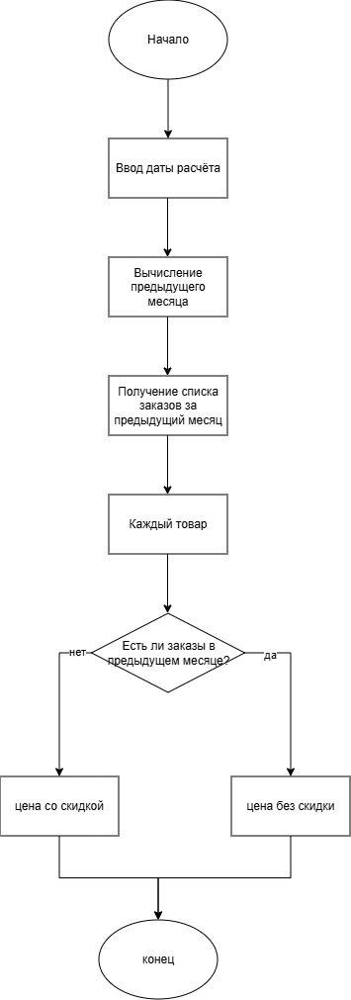 Начало
Ввод даты расчёта
Вычисление
предыдущего
месяца
Получение списка
заказов за
предыдущий месяц
Каждый товар
Есть ли заказы в
предыдущем месяце?
нет
да
цена со скидкой
цена без скидки
конец